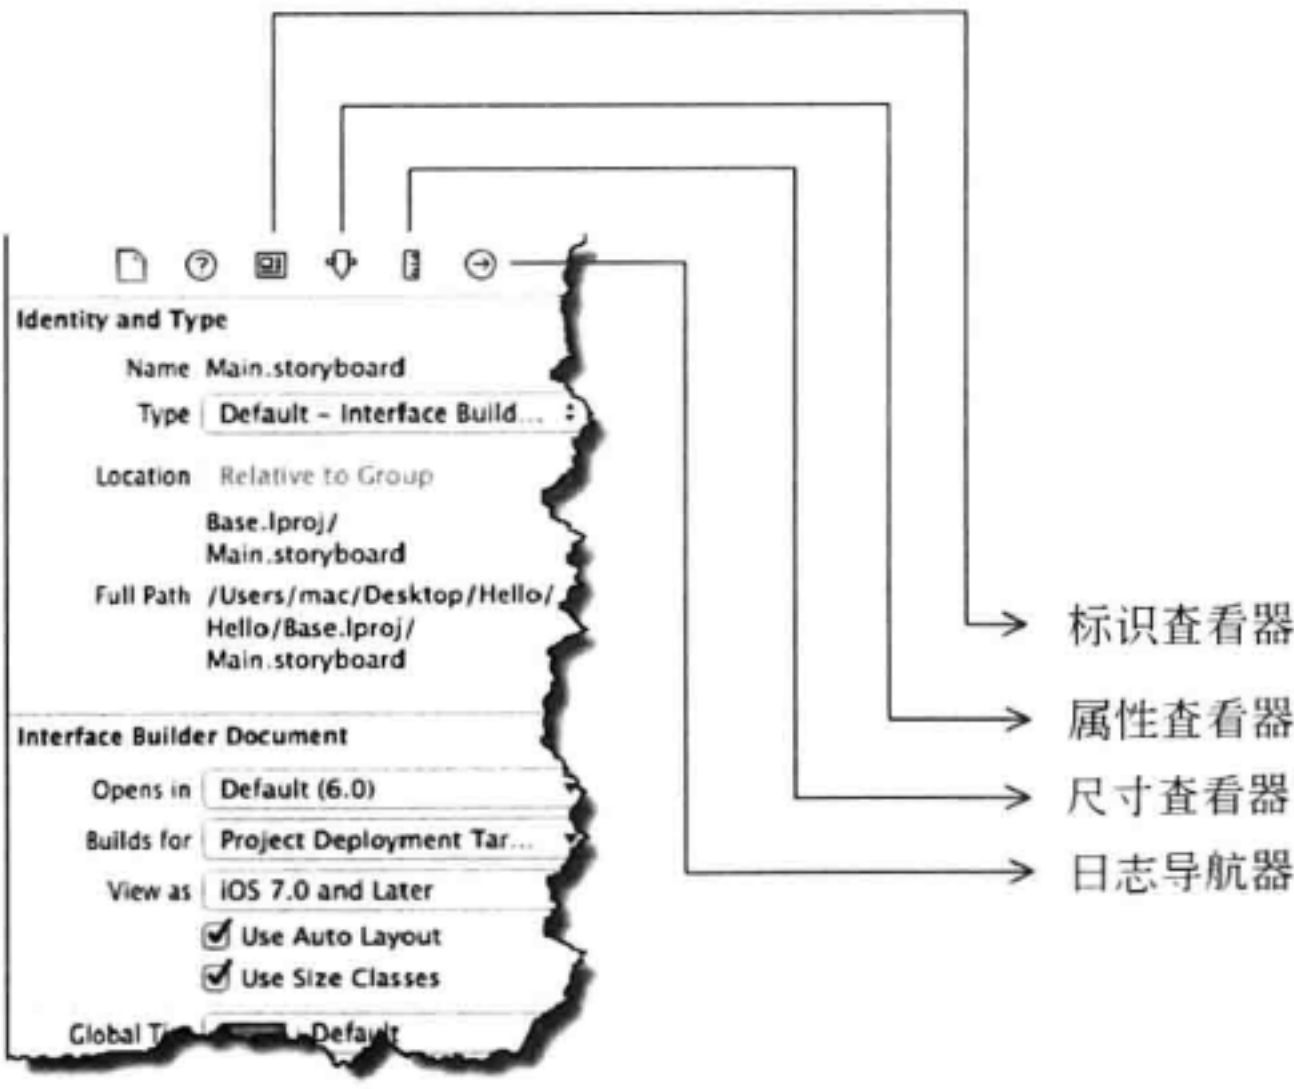 Identity and Type
Name Main.storyboard
Type Default – Interface Build...
Location Relative to Group
Base.lproj/
Main.storyboard
Full Path /Users/mac/Desktop/Hello/
Hello/Base.lproj/
Main.storyboard
Interface Builder Document
Opens in Default (6.0)
Builds for Project Deployment Tar...
View as iOS 7.0 and Later
Use Auto Layout
Use Size Classes
Global Default
标识查看器
属性查看器
尺寸查看器
日志导航器